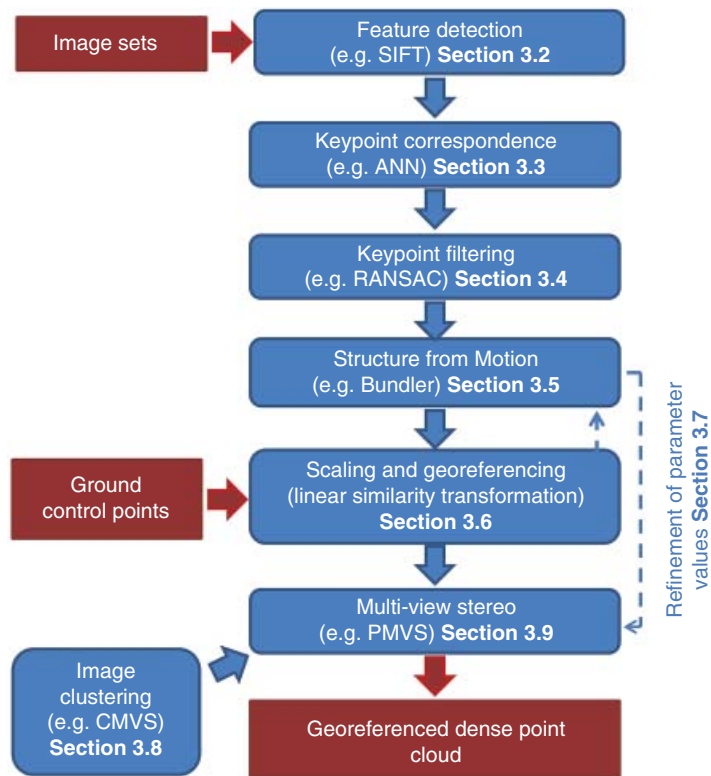 Image sets
Feature detection
(e.g. SIFT) Section 3.2
Keypoint correspondence
(e.g. ANN) Section 3.3
Keypoint filtering
(e.g. RANSAC) Section 3.4
Structure from Motion
(e.g. Bundler) Section 3.5
Ground
control points
Scaling and georeferencing
(linear similarity transformation)
Section 3.6
Refinement of parameter
values Section 3.7
Multi-view stereo
(e.g. PMVS) Section 3.9
Image
clustering
(e.g. CMVS)
Section 3.8
Georeferenced dense point
cloud